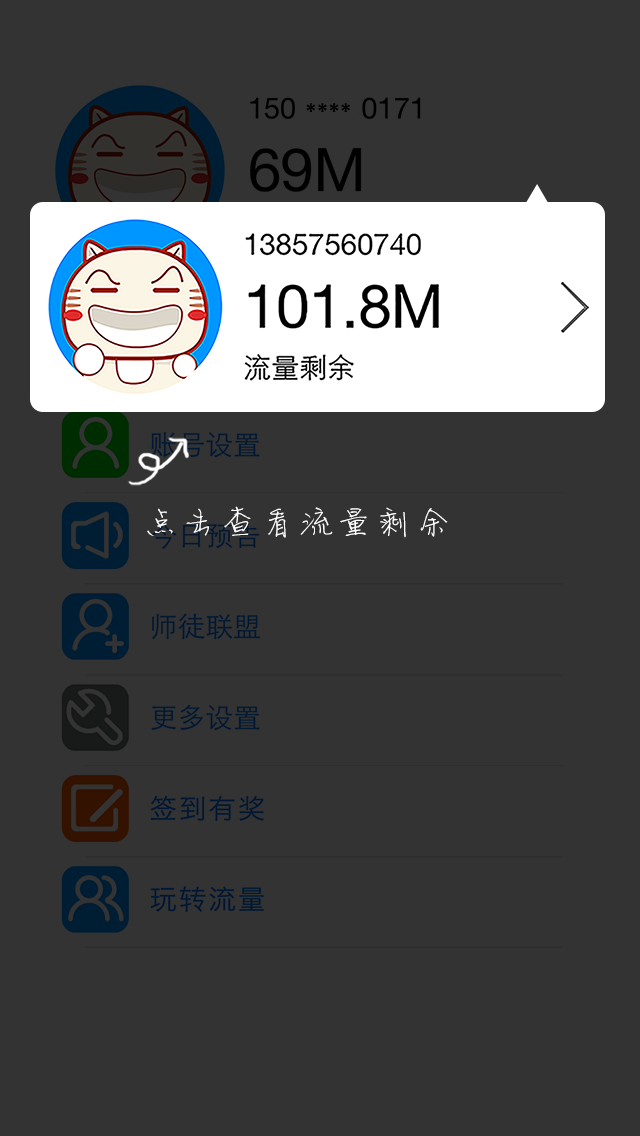 150 **** 0171
69M
13857560740
101.8M
流量剩余
账号设置
点击查看流量剩余
今日预告
师徒联盟
更多设置
签到有奖
玩转流量